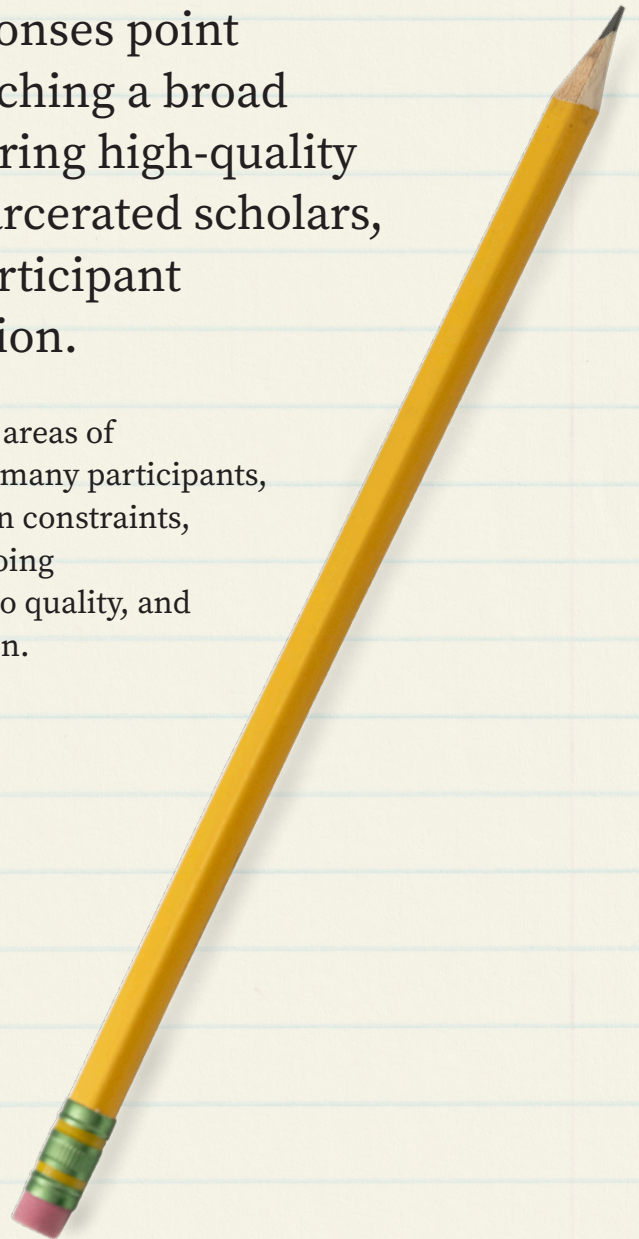 onses point
ching a broad
ring high-quality
arcerated scholars,
rticipant
ion.
areas of
many participants,
n constraints,
oing
o quality, and
n.